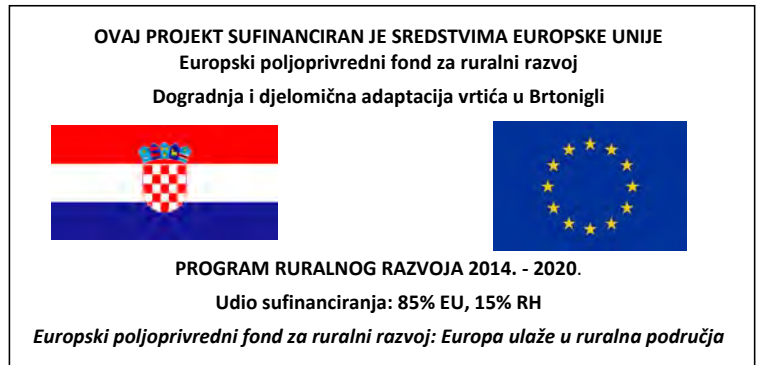 OVAJ PROJEKT SUFINANCIRAN JE SREDSTVIMA EUROPSKE UNIJE
Europski poljoprivredni fond za ruralni razvoj
Dogradnja i djelomična adaptacija vrtića u Brtonigli
PROGRAM RURALNOG RAZVOJA 2014. - 2020.
Udio sufinanciranja: 85% EU, 15% RH
Europski poljoprivredni fond za ruralni razvoj: Europa ulaže u ruralna područja